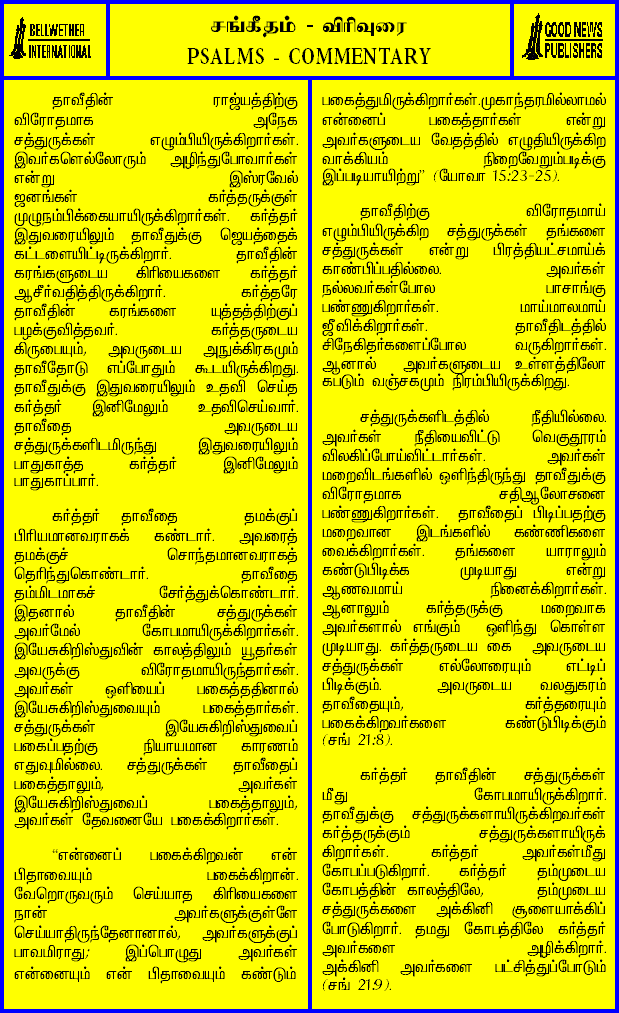 BELLWETHER
INTERNATIONAL
சங்கீதம் - விரிவுரை
PSALMS - COMMENTARY
GOOD NEWS
PUBLISHERS
தாவீதின் ராஜ்யத்திற்கு
விரோதமாக அநேக
சத்துருக்கள் எழும்பியிருக்கிறார்கள்.
இவர்களெல்லோரும் அழிந்துபோவார்கள்
என்று இஸ்ரவேல்
ஜனங்கள் கர்த்தருக்குள்
முழுநம்பிக்கையாயிருக்கிறார்கள். கர்த்தர்
இதுவரையிலும் தாவீதுக்கு ஜெயத்தைக்
கட்டளையிட்டிருக்கிறார். தாவீதின்
கரங்களுடைய கிரியைகளை கர்த்தர்
ஆசீர்வதித்திருக்கிறார். கர்த்தரே
தாவீதின் கரங்களை யுத்தத்திற்குப்
பழக்குவித்தவர். கர்த்தருடைய
கிருபையும், அவருடைய அநுக்கிரகமும்
தாவீதோடு எப்போதும் கூடயிருக்கிறது.
தாவீதுக்கு இதுவரையிலும் உதவி செய்த
கர்த்தர் இனிமேலும் உதவிசெய்வார்.
தாவீதை அவருடைய
சத்துருக்களிடமிருந்து இதுவரையிலும்
பாதுகாத்த கர்த்தர் இனிமேலும்
பாதுகாப்பார்.
கர்த்தர் தாவீதை தமக்குப்
பிரியமானவராகக் கண்டார். அவரைத்
தமக்குச் சொந்தமானவராகத்
தெரிந்துகொண்டார். தாவீதை
தம்மிடமாகச் சேர்த்துக்கொண்டார்.
இதனால் தாவீதின் சத்துருக்கள்
அவர்மேல் கோபமாயிருக்கிறார்கள்.
இயேசுகிறிஸ்துவின் காலத்திலும் யூதர்கள்
அவருக்கு விரோதமாயிருந்தார்கள்.
அவர்கள் ஒளியைப் பகைத்ததினால்
இயேசுகிறிஸ்துவையும் பகைத்தார்கள்.
சத்துருக்கள் இயேசுகிறிஸ்துவைப்
பகைப்பதற்கு நியாயமான காரணம்
எதுவுமில்லை. சத்துருக்கள் தாவீதைப்
பகைத்தாலும், அவர்கள்
இயேசுகிறிஸ்துவைப் பகைத்தாலும்,
அவர்கள் தேவனையே பகைக்கிறார்கள்.
“என்னைப் பகைக்கிறவன் என்
பிதாவையும் பகைக்கிறான்.
வேறொருவரும் செய்யாத கிரியைகளை
நான் அவர்களுக்குள்ளே
செய்யாதிருந்தேனானால், அவர்களுக்குப்
பாவமிராது; இப்பொழுது அவர்கள்
என்னையும் என் பிதாவையும் கண்டும்
பகைத்துமிருக்கிறார்கள்.முகாந்தரமில்லாமல்
என்னைப் பகைத்தார்கள் என்று
அவர்களுடைய வேதத்தில் எழுதியிருக்கிற
வாக்கியம் நிறைவேறும்படிக்கு
இப்படியாயிற்று” (யோவா 15:23-25).
தாவீதிற்கு விரோதமாய்
எழும்பியிருக்கிற சத்துருக்கள் தங்களை
சத்துருக்கள் என்று பிரத்தியட்சமாய்க்
காண்பிப்பதில்லை. அவர்கள்
நல்லவர்கள்போல பாசாங்கு
பண்ணுகிறார்கள். மாய்மாலமாய்
ஜீவிக்கிறார்கள். தாவீதிடத்தில்
சிநேகிதர்களைப்போல வருகிறார்கள்.
ஆனால் அவர்களுடைய உள்ளத்திலோ
கபடும் வஞ்சகமும் நிரம்பியிருக்கிறது.
சத்துருக்களிடத்தில் நீதியில்லை.
அவர்கள் நீதியைவிட்டு வெகுதூரம்
விலகிப்போய்விட்டார்கள். அவர்கள்
மறைவிடங்களில் ஒளிந்திருந்து தாவீதுக்கு
விரோதமாக சதிஆலோசனை
பண்ணுகிறார்கள். தாவீதைப் பிடிப்பதற்கு
மறைவான இடங்களில் கண்ணிகளை
வைக்கிறார்கள். தங்களை யாராலும்
கண்டுபிடிக்க முடியாது என்று
ஆணவமாய் நினைக்கிறார்கள்.
ஆனாலும் கர்த்தருக்கு மறைவாக
அவர்களால் எங்கும் ஒளிந்து கொள்ள
முடியாது. கர்த்தருடைய கை அவருடைய
சத்துருக்கள் எல்லோரையும் எட்டிப்
பிடிக்கும். அவருடைய வலதுகரம்
தாவீதையும், கர்த்தரையும்
பகைக்கிறவர்களை கண்டுபிடிக்கும்
(சங் 21:8).
கர்த்தர் தாவீதின் சத்துருக்கள்
மீது கோபமாயிருக்கிறார்.
தாவீதுக்கு சத்துருக்களாயிருக்கிறவர்கள்
கர்த்தருக்கும் சத்துருக்களாயிருக்
கிறார்கள். கர்த்தர் அவர்கள்மீது
கோபப்படுகிறார். கர்த்தர் தம்முடைய
கோபத்தின் காலத்திலே, தம்முடைய
சத்துருக்களை அக்கினி சூளையாக்கிப்
போடுகிறார். தமது கோபத்திலே கர்த்தர்
அவர்களை அழிக்கிறார்.
அக்கினி அவர்களை பட்சித்துப்போடும்
(சங் 21:9).